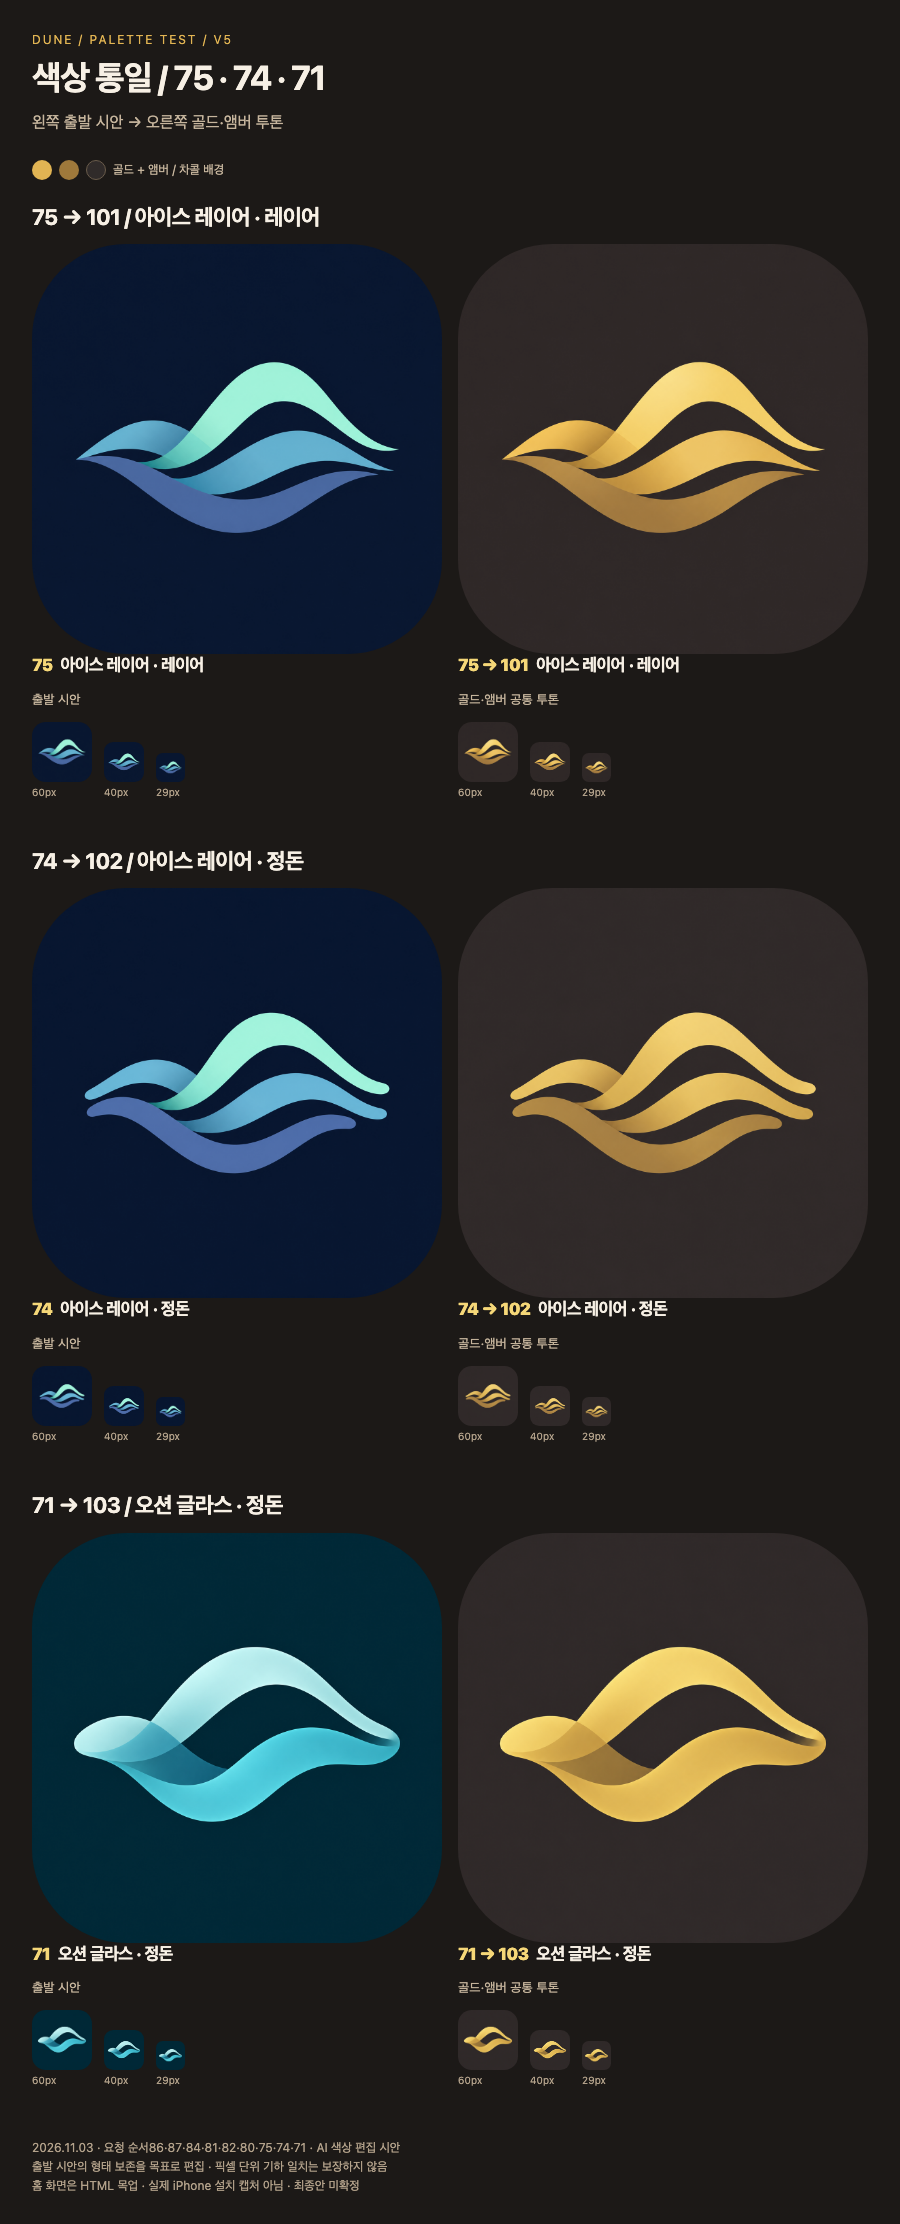 DUNE / PALETTE TEST / V5
색상 통일 / 75 · 74 · 71
왼쪽 출발 시안 → 오른쪽 골드·앰버 투톤
골드 + 앰버 / 차콜 배경
75 → 101 / 아이스 레이어 · 레이어
75 아이스 레이어 · 레이어
출발 시안
60px 40px 29px
75 → 101 아이스 레이어 · 레이어
골드·앰버 공통 투톤
60px 40px 29px
74 → 102 / 아이스 레이어 · 정돈
74 아이스 레이어 · 정돈
출발 시안
60px 40px 29px
74 → 102 아이스 레이어 · 정돈
골드·앰버 공통 투톤
60px 40px 29px
71 → 103 / 오션 글라스 · 정돈
71 오션 글라스 · 정돈
출발 시안
60px 40px 29px
71 → 103 오션 글라스 · 정돈
골드·앰버 공통 투톤
60px 40px 29px
2026.11.03 · 요청 순서86·87·84·81·82·80·75·74·71 · AI 색상 편집 시안
출발 시안의 형태 보존을 목표로 편집 · 픽셀 단위 기하 일치는 보장하지 않음
홈 화면은 HTML 목업 · 실제 iPhone 설치 캡처 아님 · 최종안 미확정